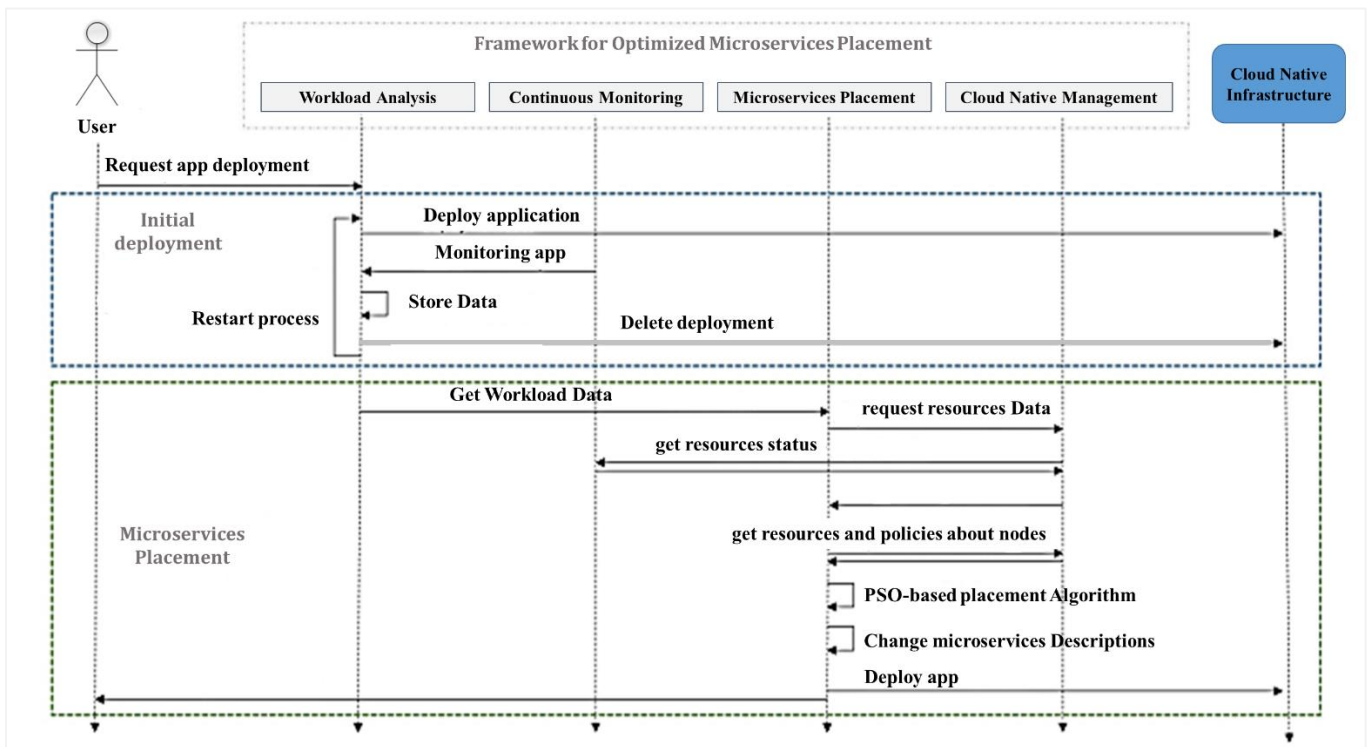 Framework for Optimized Microservices Placement
Cloud Native
Infrastructure
Workload Analysis
Continuous Monitoring
Microservices Placement
Cloud Native Management
User
Request app deployment
Initial
deployment
Deploy application
Monitoring app
Store Data
Restart process
Delete deployment
Get Workload Data
request resources Data
get resources status
Microservices
Placement
get resources and policies about nodes
PSO-based placement Algorithm
Change microservices Descriptions
Deploy app